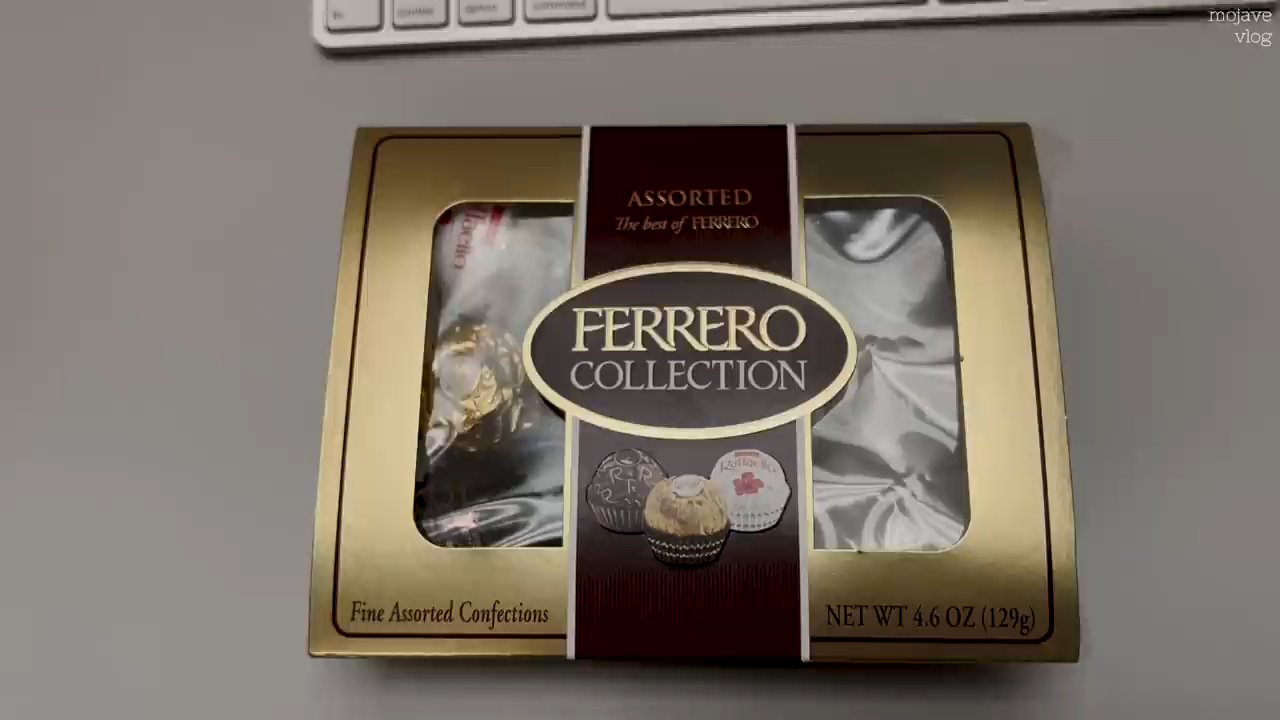 mojave
vlog
ASSORTED
The best of FERRERO
FERRERO
COLLECTION
Raffaello
Fine Assorted Confections
NET WT 4.6 OZ (129g)